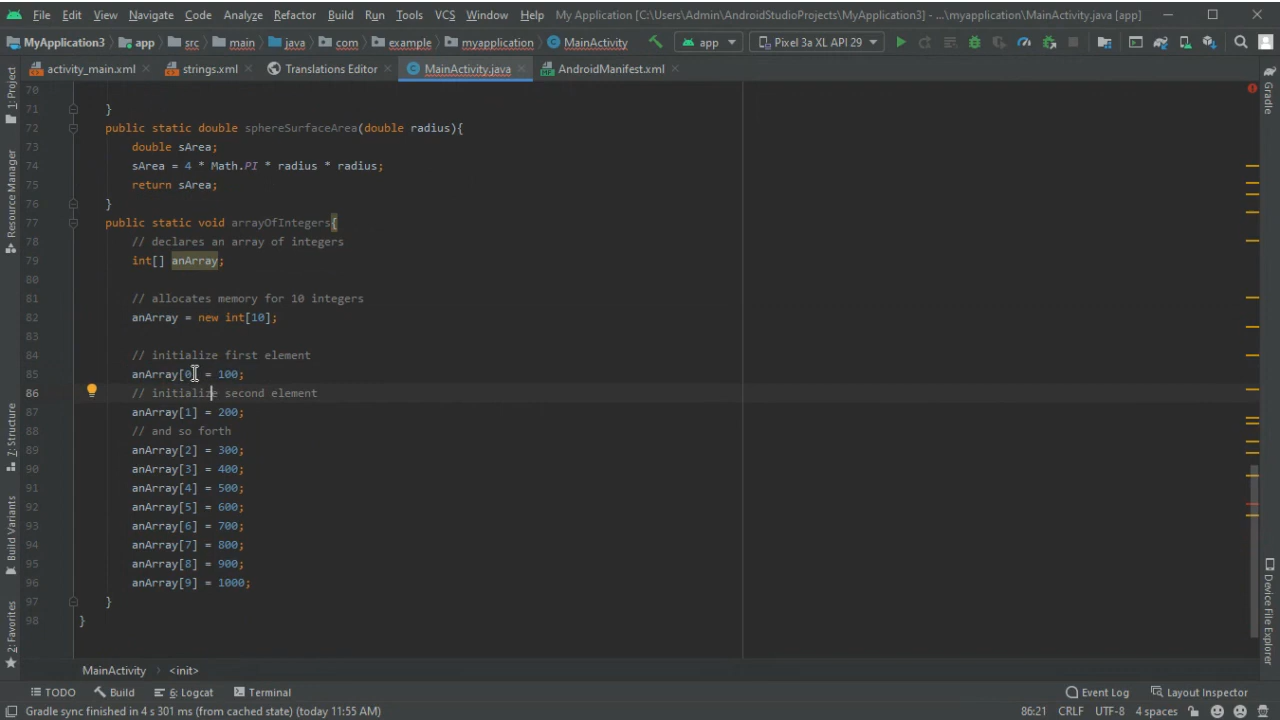 File Edit View Navigate Code Analyze Refactor Build Run Tools VCS Window Help My Application [C:\Users\Admin\AndroidStudioProjects\MyApplication3] - ...\myapplication\MainActivity.java [app]
MyApplication3 app src main java com example myapplication MainActivity app Pixel 3a XL API 29
activity_main.xml strings.xml Translations Editor MainActivity.java AndroidManifest.xml
1: Project
Resource Manager
7: Structure
Build Variants
2: Favorites
70
71 }
72 public static double sphereSurfaceArea(double radius){
73 double sArea;
74 sArea = 4 * Math.PI * radius * radius;
75 return sArea;
76 }
77 public static void arrayOfIntegers{
78 // declares an array of integers
79 int[] anArray;
80
81 // allocates memory for 10 integers
82 anArray = new int[10];
83
84 // initialize first element
85 anArray[0] = 100;
86 // initialize second element
87 anArray[1] = 200;
88 // and so forth
89 anArray[2] = 300;
90 anArray[3] = 400;
91 anArray[4] = 500;
92 anArray[5] = 600;
93 anArray[6] = 700;
94 anArray[7] = 800;
95 anArray[8] = 900;
96 anArray[9] = 1000;
97 }
98 }
Gradle
Device File Explorer
MainActivity <init>
TODO Build 6: Logcat Terminal Event Log Layout Inspector
Gradle sync finished in 4 s 301 ms (from cached state) (today 11:55 AM) 86:21 CRLF UTF-8 4 spaces